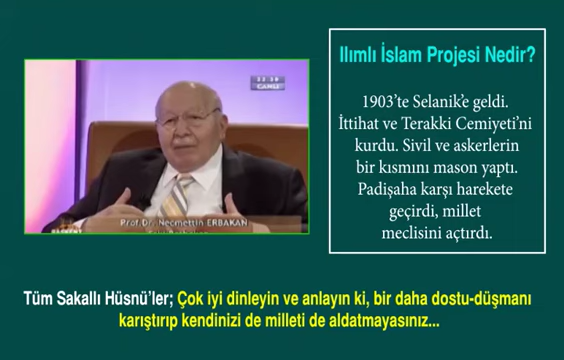 Ilımlı İslam Projesi Nedir?
22:38
CANLI
1903'te Selanik'e geldi.
İttihat ve Terakki Cemiyeti'ni
kurdu. Sivil ve askerlerin
bir kısmını mason yaptı.
Padişaha karşı harekete
geçirdi, millet
meclisini açtırdı.
Prof.Dr. Necmettin ERBAKAN
Tüm Sakallı Hüsnü'ler; Çok iyi dinleyin ve anlayın ki, bir daha dostu-düşmanı
karıştırıp kendinizi de milleti de aldatmayasınız...